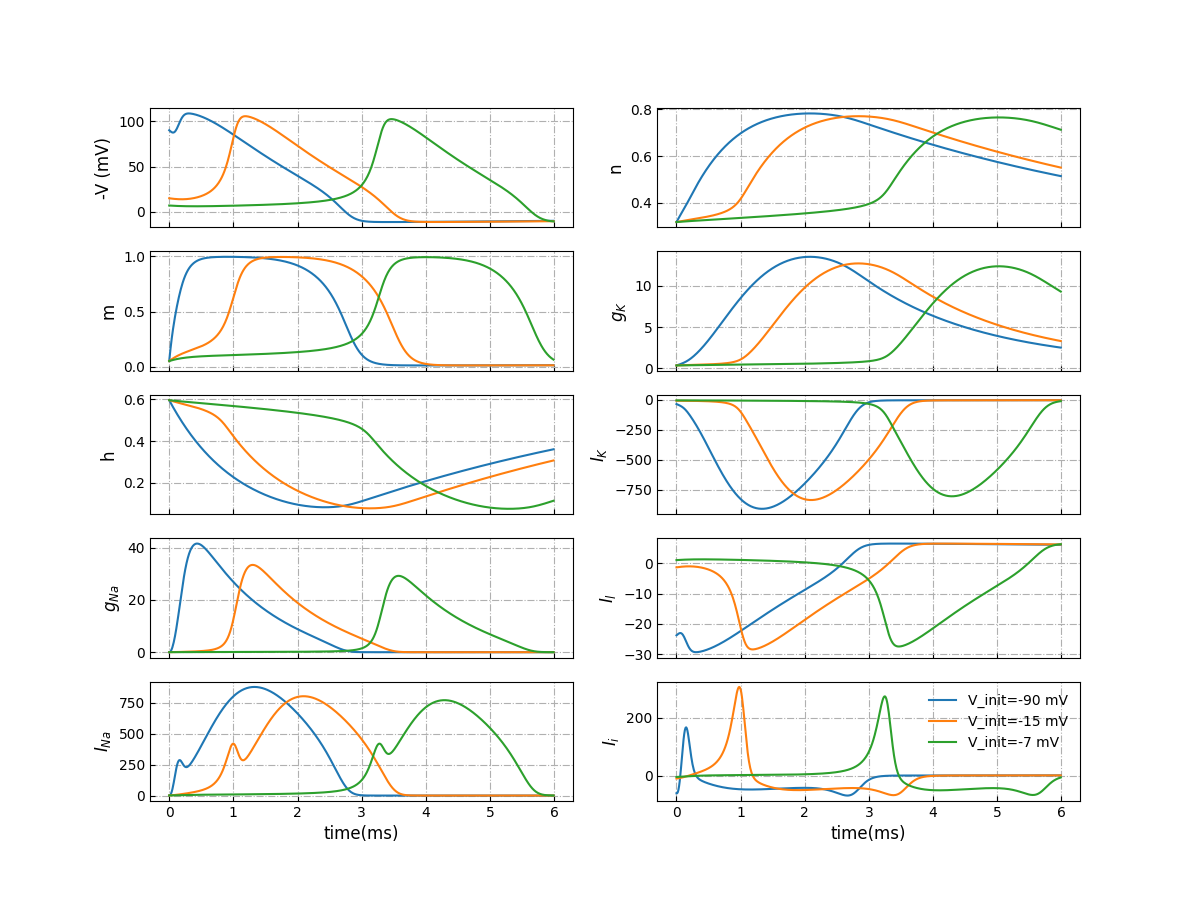 -V (mV)
100
50
0
n
0.8
0.6
0.4
m
1.0
0.5
0.0
g_K
10
5
0
h
0.6
0.4
0.2
I_K
0
−250
−500
−750
g_Na
40
20
0
I_l
0
−10
−20
−30
I_Na
750
500
250
0
0 1 2 3 4 5 6
time(ms)
I_i
200
0
V_init=-90 mV
V_init=-15 mV
V_init=-7 mV
0 1 2 3 4 5 6
time(ms)